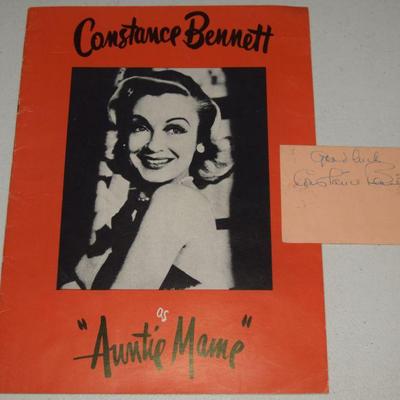 Constance Bennett
as
"Auntie Mame"
Good luck
Constance Bennett